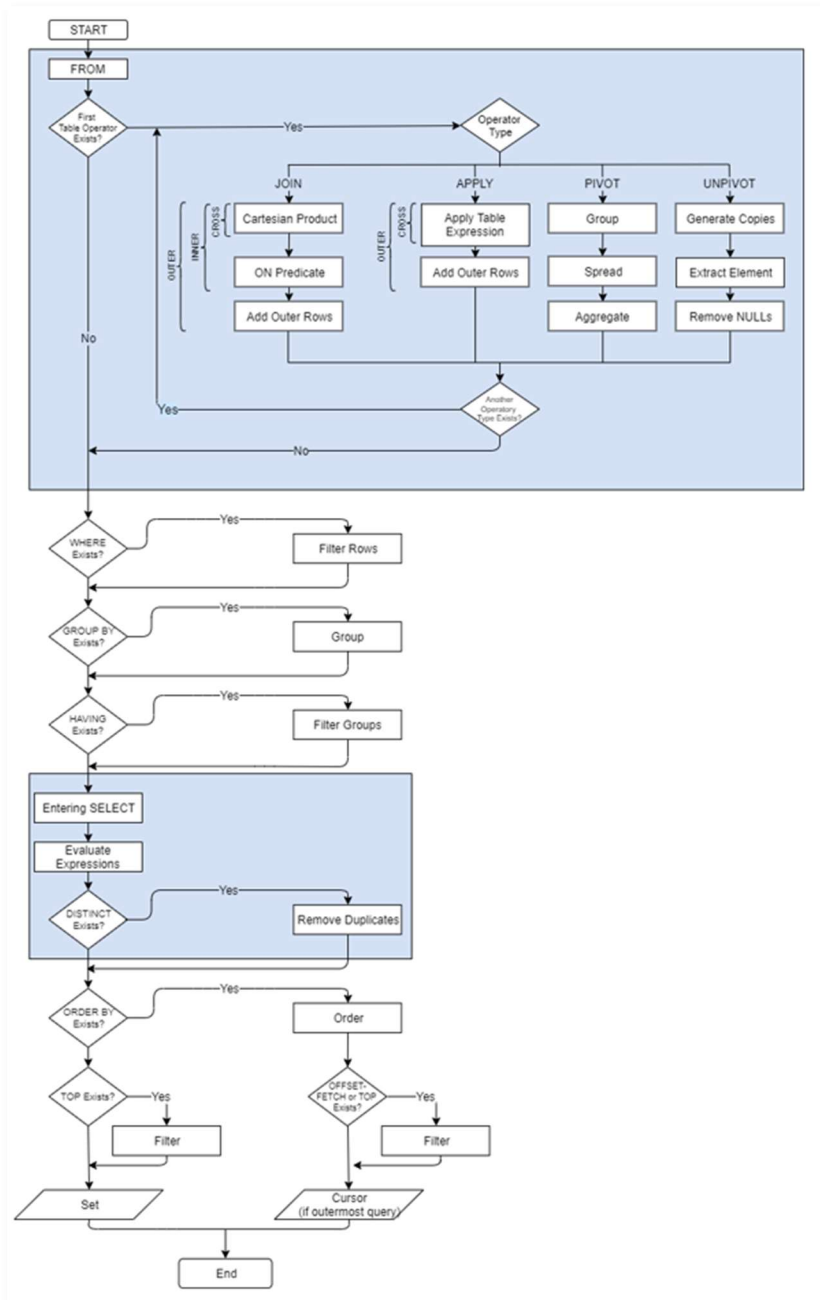 START
FROM
First
Table Operator
Exists?
Yes
Operator
Type
JOIN
APPLY
PIVOT
UNPIVOT
OUTER
INNER
CROSS
Cartesian Product
ON Predicate
Add Outer Rows
OUTER
CROSS
Apply Table
Expression
Add Outer Rows
Group
Spread
Aggregate
Generate Copies
Extract Element
Remove NULLs
No
Another
Operatory
Type Exists?
Yes
No
WHERE
Exists?
Yes
Filter Rows
GROUP BY
Exists?
Yes
Group
HAVING
Exists?
Yes
Filter Groups
Entering SELECT
Evaluate
Expressions
DISTINCT
Exists?
Yes
Remove Duplicates
ORDER BY
Exists?
Yes
Order
TOP Exists?
Yes
Filter
OFFSET-
FETCH or TOP
Exists?
Yes
Filter
Set
Cursor
(if outermost query)
End